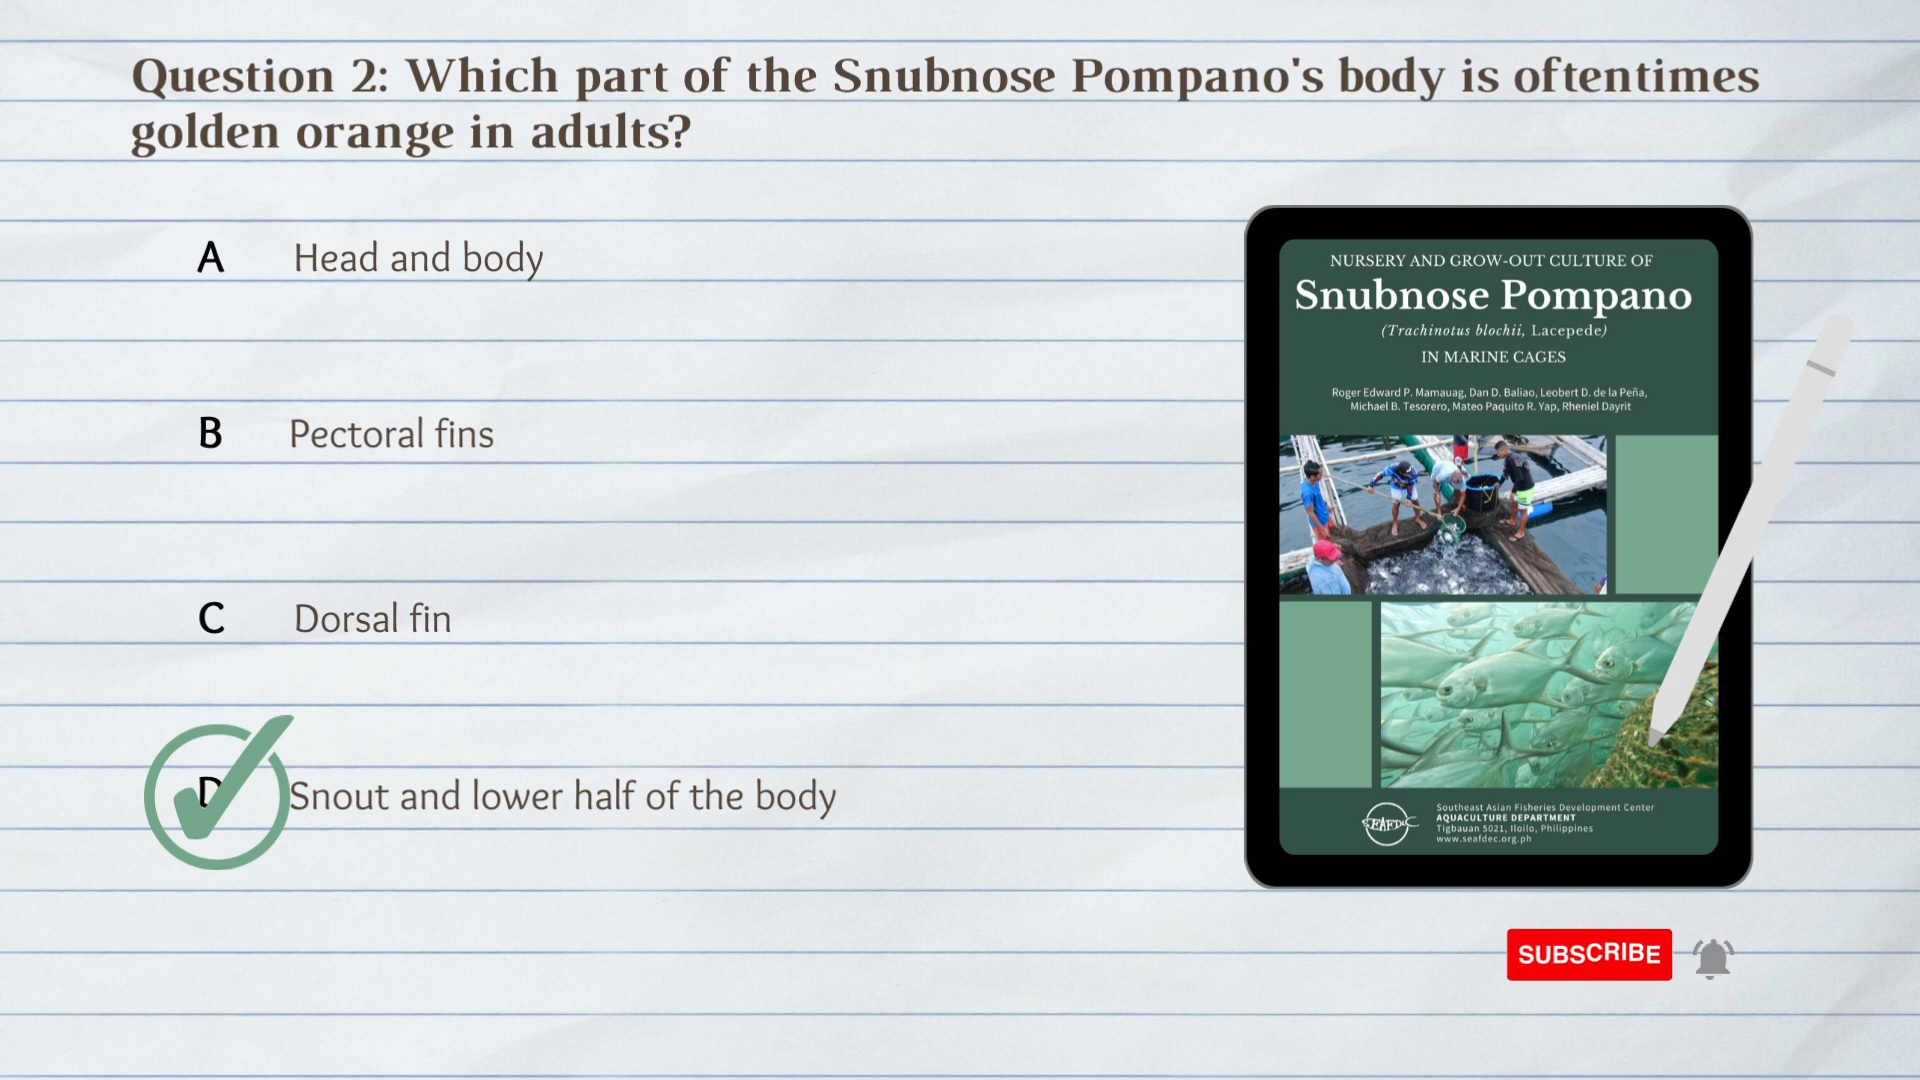 Question 2: Which part of the Snubnose Pompano's body is oftentimes
golden orange in adults?
A Head and body
B Pectoral fins
C Dorsal fin
D Snout and lower half of the body
NURSERY AND GROW-OUT CULTURE OF
Snubnose Pompano
(Trachinotus blochii, Lacepede)
IN MARINE CAGES
Roger Edward P. Mamauag, Dan D. Baliao, Leobert D. de la Peña,
Michael B. Tesorero, Mateo Paquito R. Yap, Rheniel Dayrit
SEAFDEC
Southeast Asian Fisheries Development Center
AQUACULTURE DEPARTMENT
Tigbauan 5021, Iloilo, Philippines
www.seafdec.org.ph
SUBSCRIBE